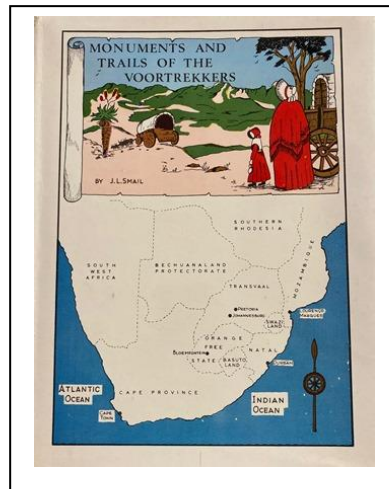 MONUMENTS AND
TRAILS OF THE
VOORTREKKERS
BY J.L. SMAIL
SOUTHERN
RHODESIA
SOUTH
WEST
AFRICA
BECHUANALAND
PROTECTORATE
MOZAMBIQUE
TRANSVAAL
PRETORIA
JOHANNESBURG
LOURENCO
MARQUES
SWAZI
LAND
ORANGE
FREE
STATE
BLOEMFONTEIN
BASUTO
LAND
NATAL
DURBAN
ATLANTIC
OCEAN
CAPE PROVINCE
CAPE
TOWN
INDIAN
OCEAN